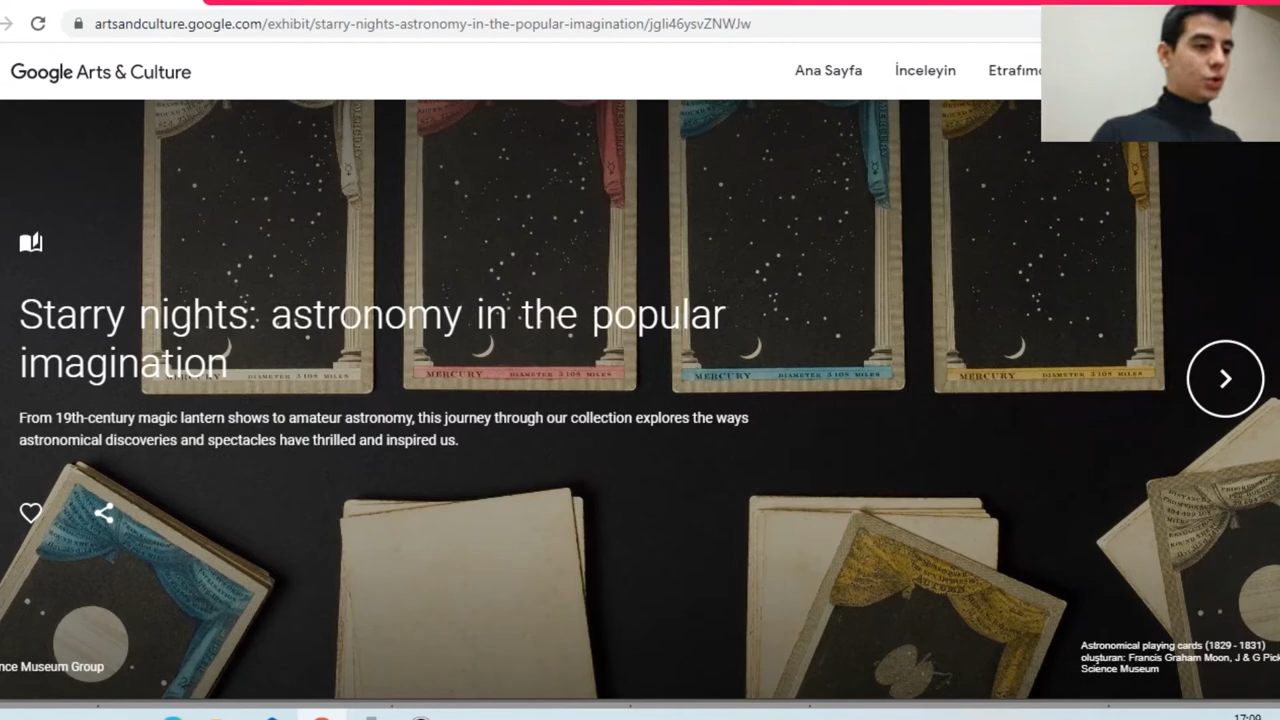 artsandculture.google.com/exhibit/starry-nights-astronomy-in-the-popular-imagination/jgIi46ysvZNWJw
Google Arts & Culture
Ana Sayfa
İnceleyin
Starry nights: astronomy in the popular
imagination
MERCURY DIAMETER 3108 MILES
MERCURY DIAMETER 3108 MILES
MERCURY DIAMETER 3108 MILES
MERCURY DIAMETER 3108 MILES
From 19th-century magic lantern shows to amateur astronomy, this journey through our collection explores the ways
astronomical discoveries and spectacles have thrilled and inspired us.
Museum Group
Astronomical playing cards (1829 - 1831)
oluşturan: Francis Graham Moon, J & G
Science Museum
17:09